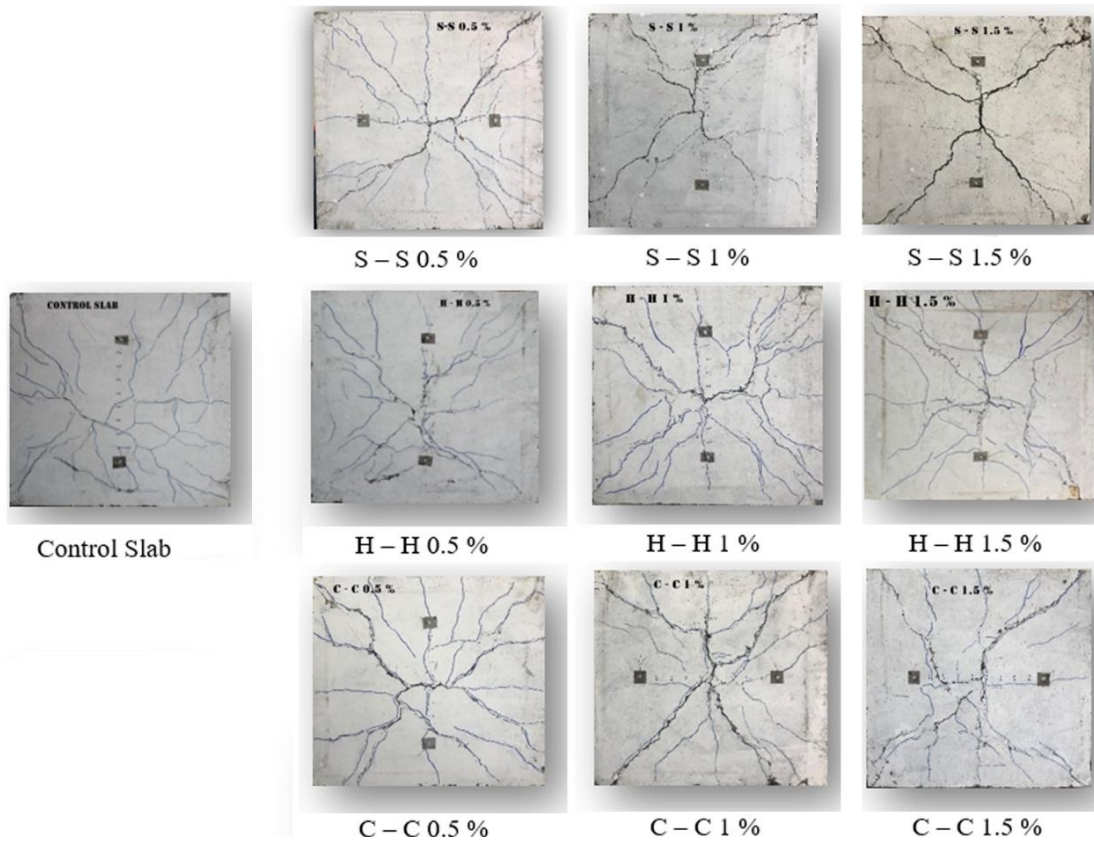 S-S 0.5 %
S - S 1 %
S - S 1.5 %
S – S 0.5 %
S – S 1 %
S – S 1.5 %
CONTROL SLAB
H - H 0.5 %
H - H 1 %
H - H 1.5 %
Control Slab
H – H 0.5 %
H – H 1 %
H – H 1.5 %
C - C 0.5 %
C - C 1 %
C - C 1.5 %
C – C 0.5 %
C – C 1 %
C – C 1.5 %